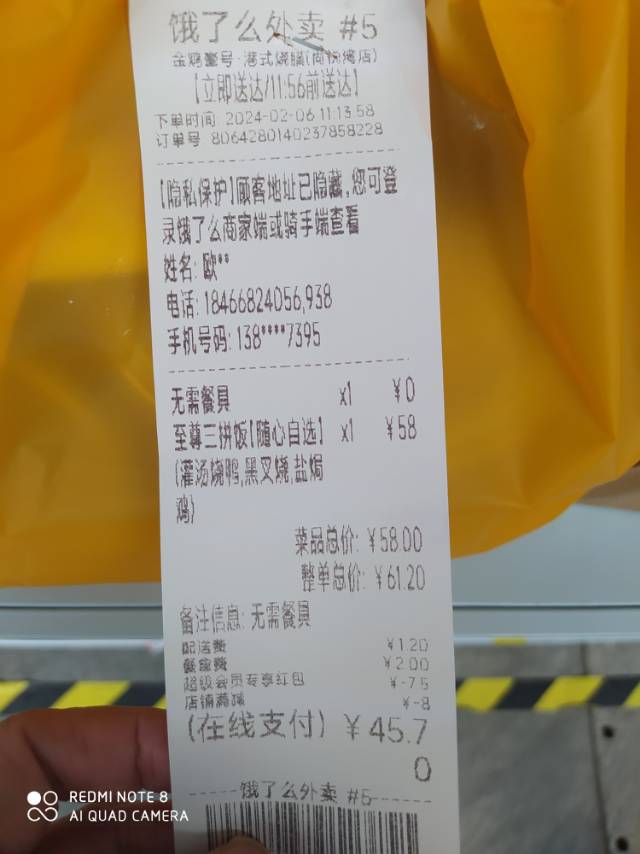 饿了么外卖 #5
金鸡鳌号·港式烧腊(尚悦湾店)
【立即送达/11:56前送达】
下单时间: 2024-02-06 11:13:58
订单号 8064280140237858228
【隐私保护】顾客地址已隐藏,您可登
录饿了么商家端或骑手端查看
姓名: 欧**
电话: 18466824056,938
手机号码: 138****7395
无需餐具 x1 ¥0
至尊三拼饭【随心自选】 x1 ¥58
(灌汤烧鸭,黑叉烧,盐焗
鸡)
菜品总价: ¥58.00
整单总价: ¥61.20
备注信息: 无需餐具
配送费 ¥1.20
餐盒费 ¥2.00
超级会员专享红包 ¥-7.5
店铺满减 ¥-8
(在线支付) ¥45.7
0
饿了么外卖 #5
REDMI NOTE 8
AI QUAD CAMERA